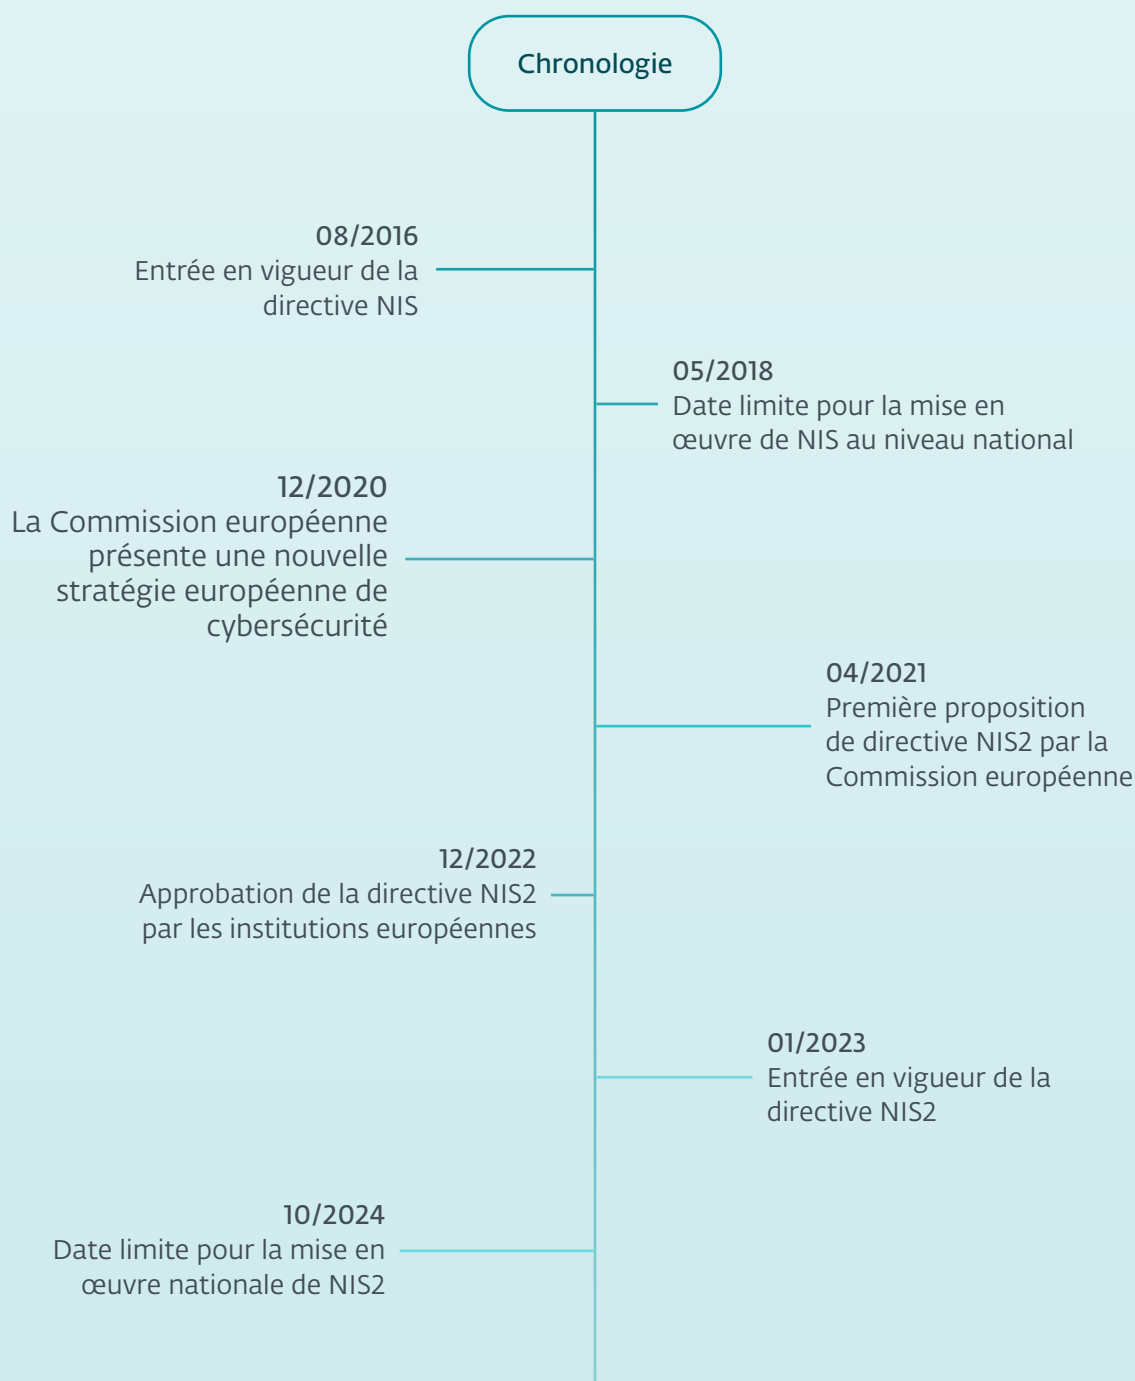 Chronologie
08/2016
Entrée en vigueur de la
directive NIS
05/2018
Date limite pour la mise en
œuvre de NIS au niveau national
12/2020
La Commission européenne
présente une nouvelle
stratégie européenne de
cybersécurité
04/2021
Première proposition
de directive NIS2 par la
Commission européenne
12/2022
Approbation de la directive NIS2
par les institutions européennes
01/2023
Entrée en vigueur de la
directive NIS2
10/2024
Date limite pour la mise en
œuvre nationale de NIS2